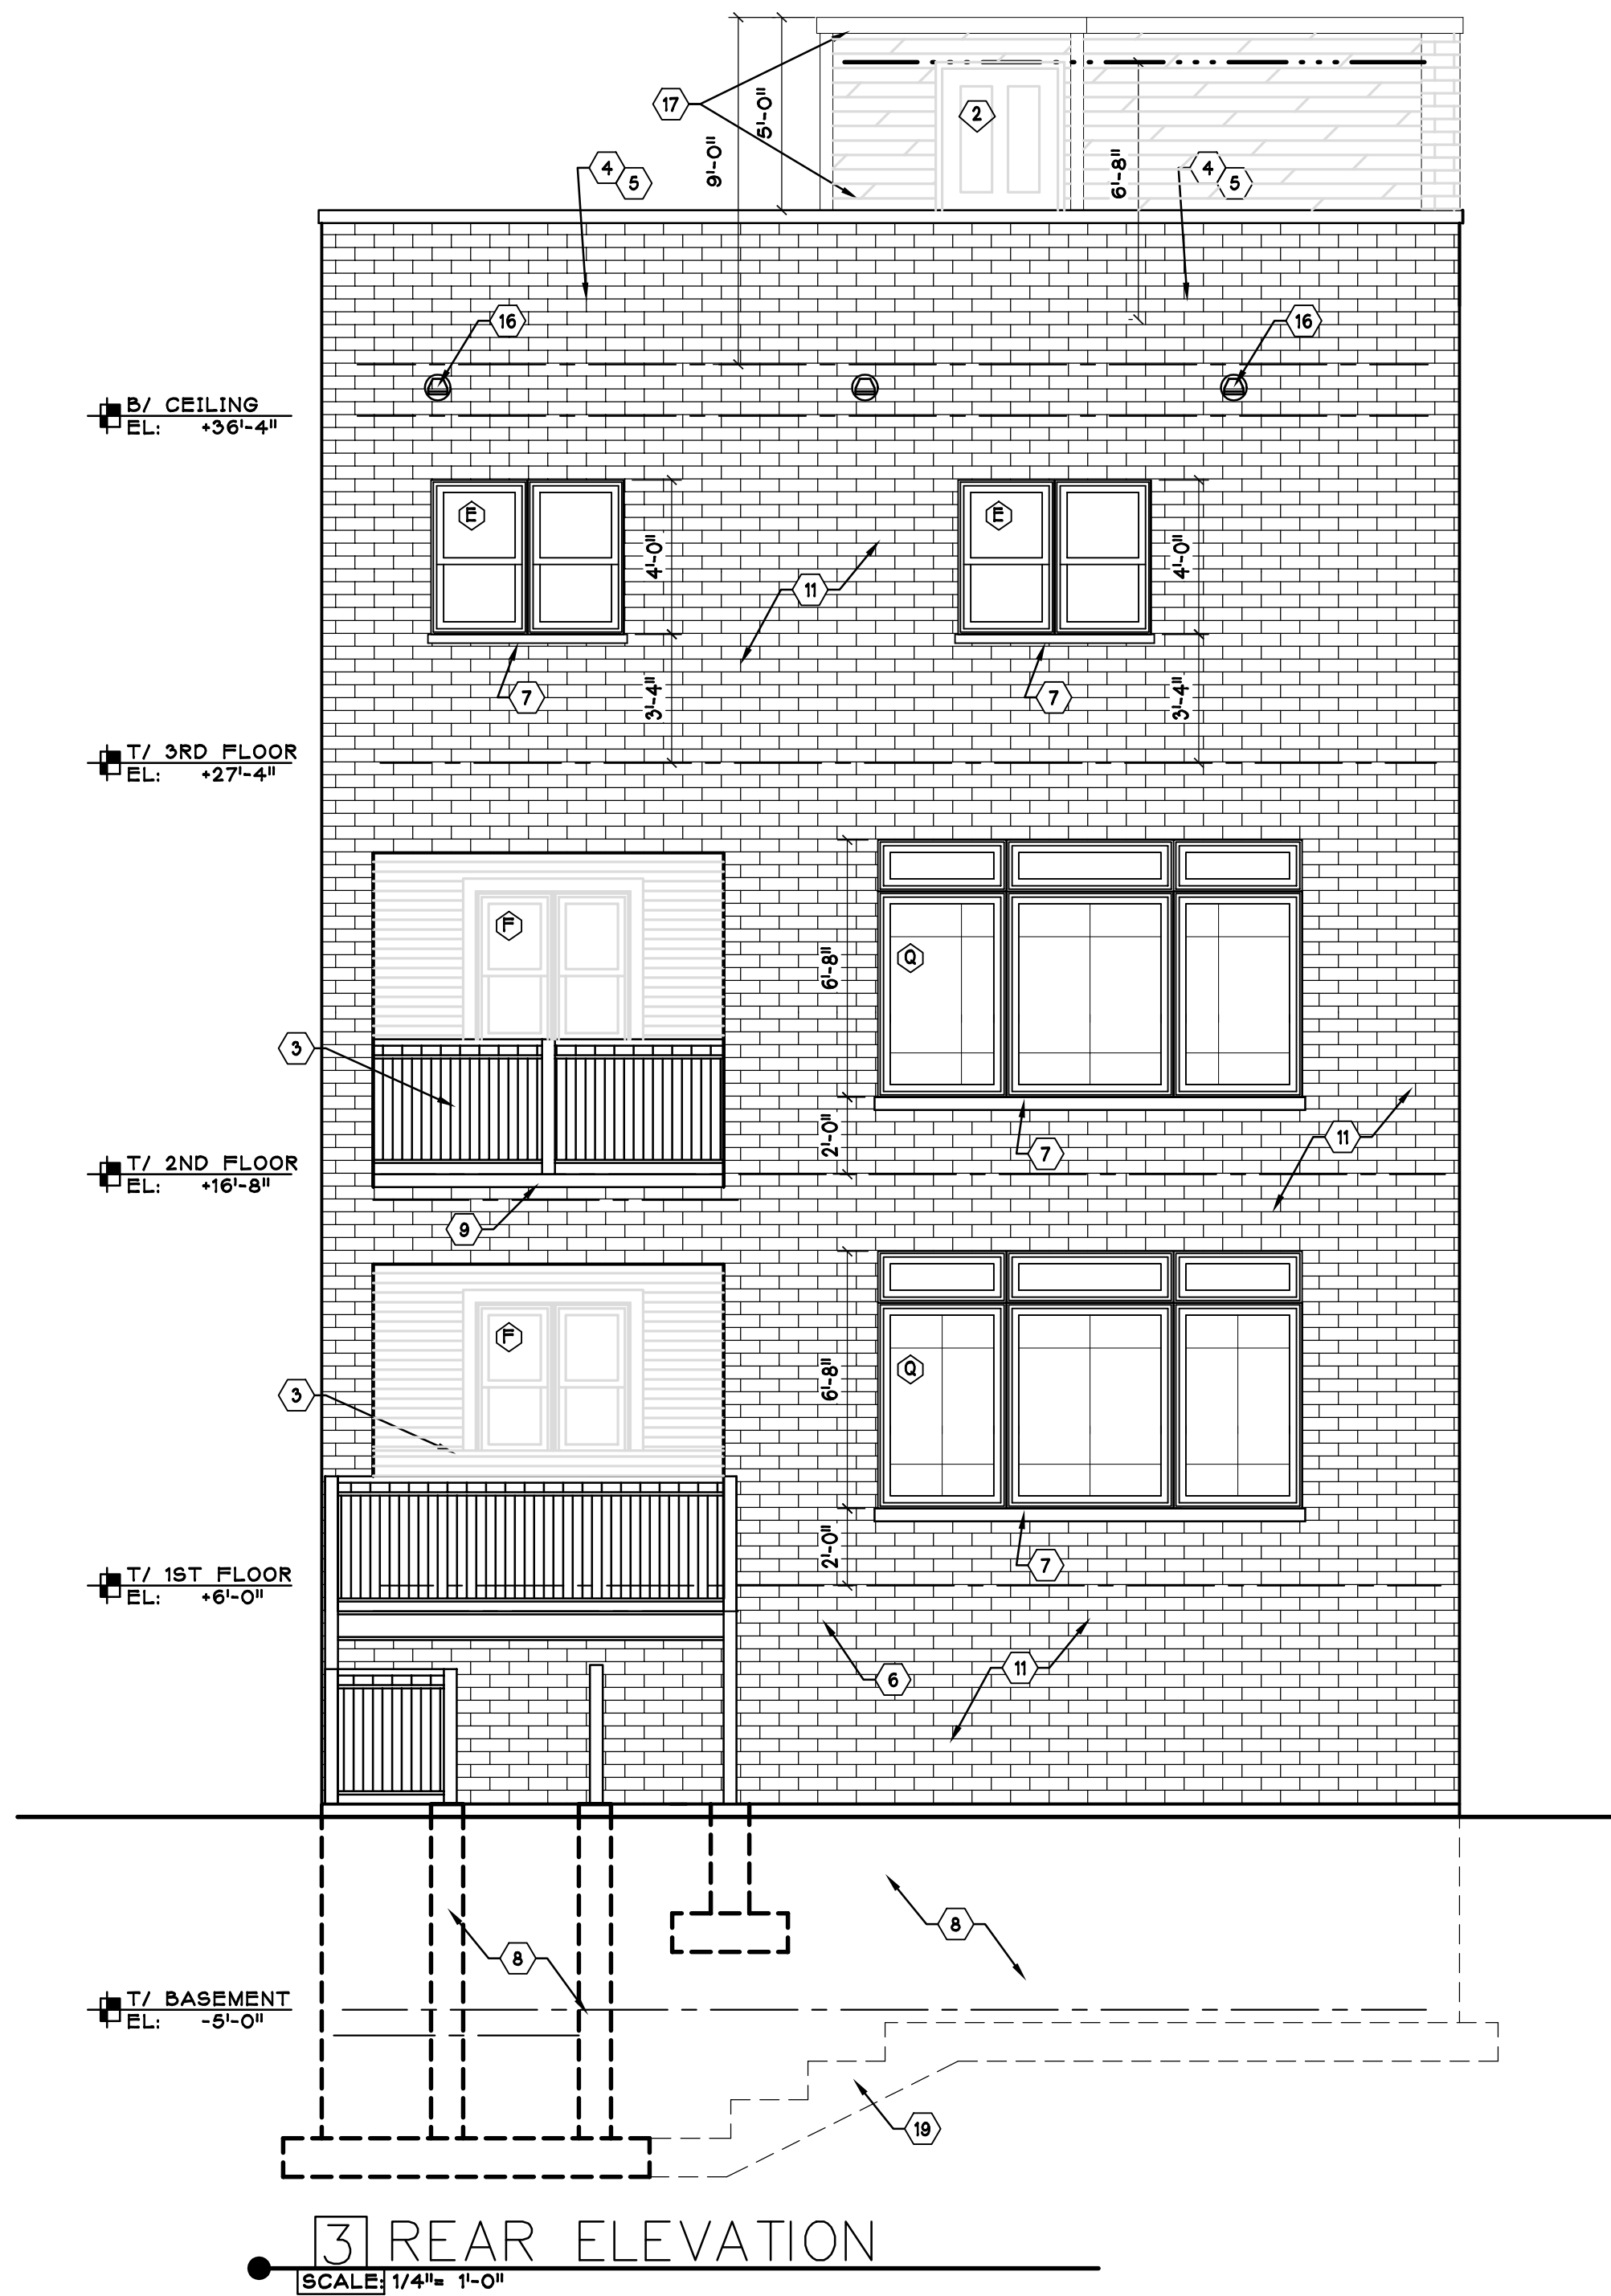 17
2
5'-0"
9'-0"
6'-8"
4
5
4
5
16
16
B/ CEILING
EL: +36'-4"
E
E
4'-0"
4'-0"
11
7
3'-4"
7
3'-4"
T/ 3RD FLOOR
EL: +27'-4"
F
Q
6'-8"
3
2'-0"
7
11
T/ 2ND FLOOR
EL: +16'-8"
9
F
Q
6'-8"
3
2'-0"
7
T/ 1ST FLOOR
EL: +6'-0"
6
11
8
8
T/ BASEMENT
EL: -5'-0"
19
3 REAR ELEVATION
SCALE: 1/4"= 1'-0"